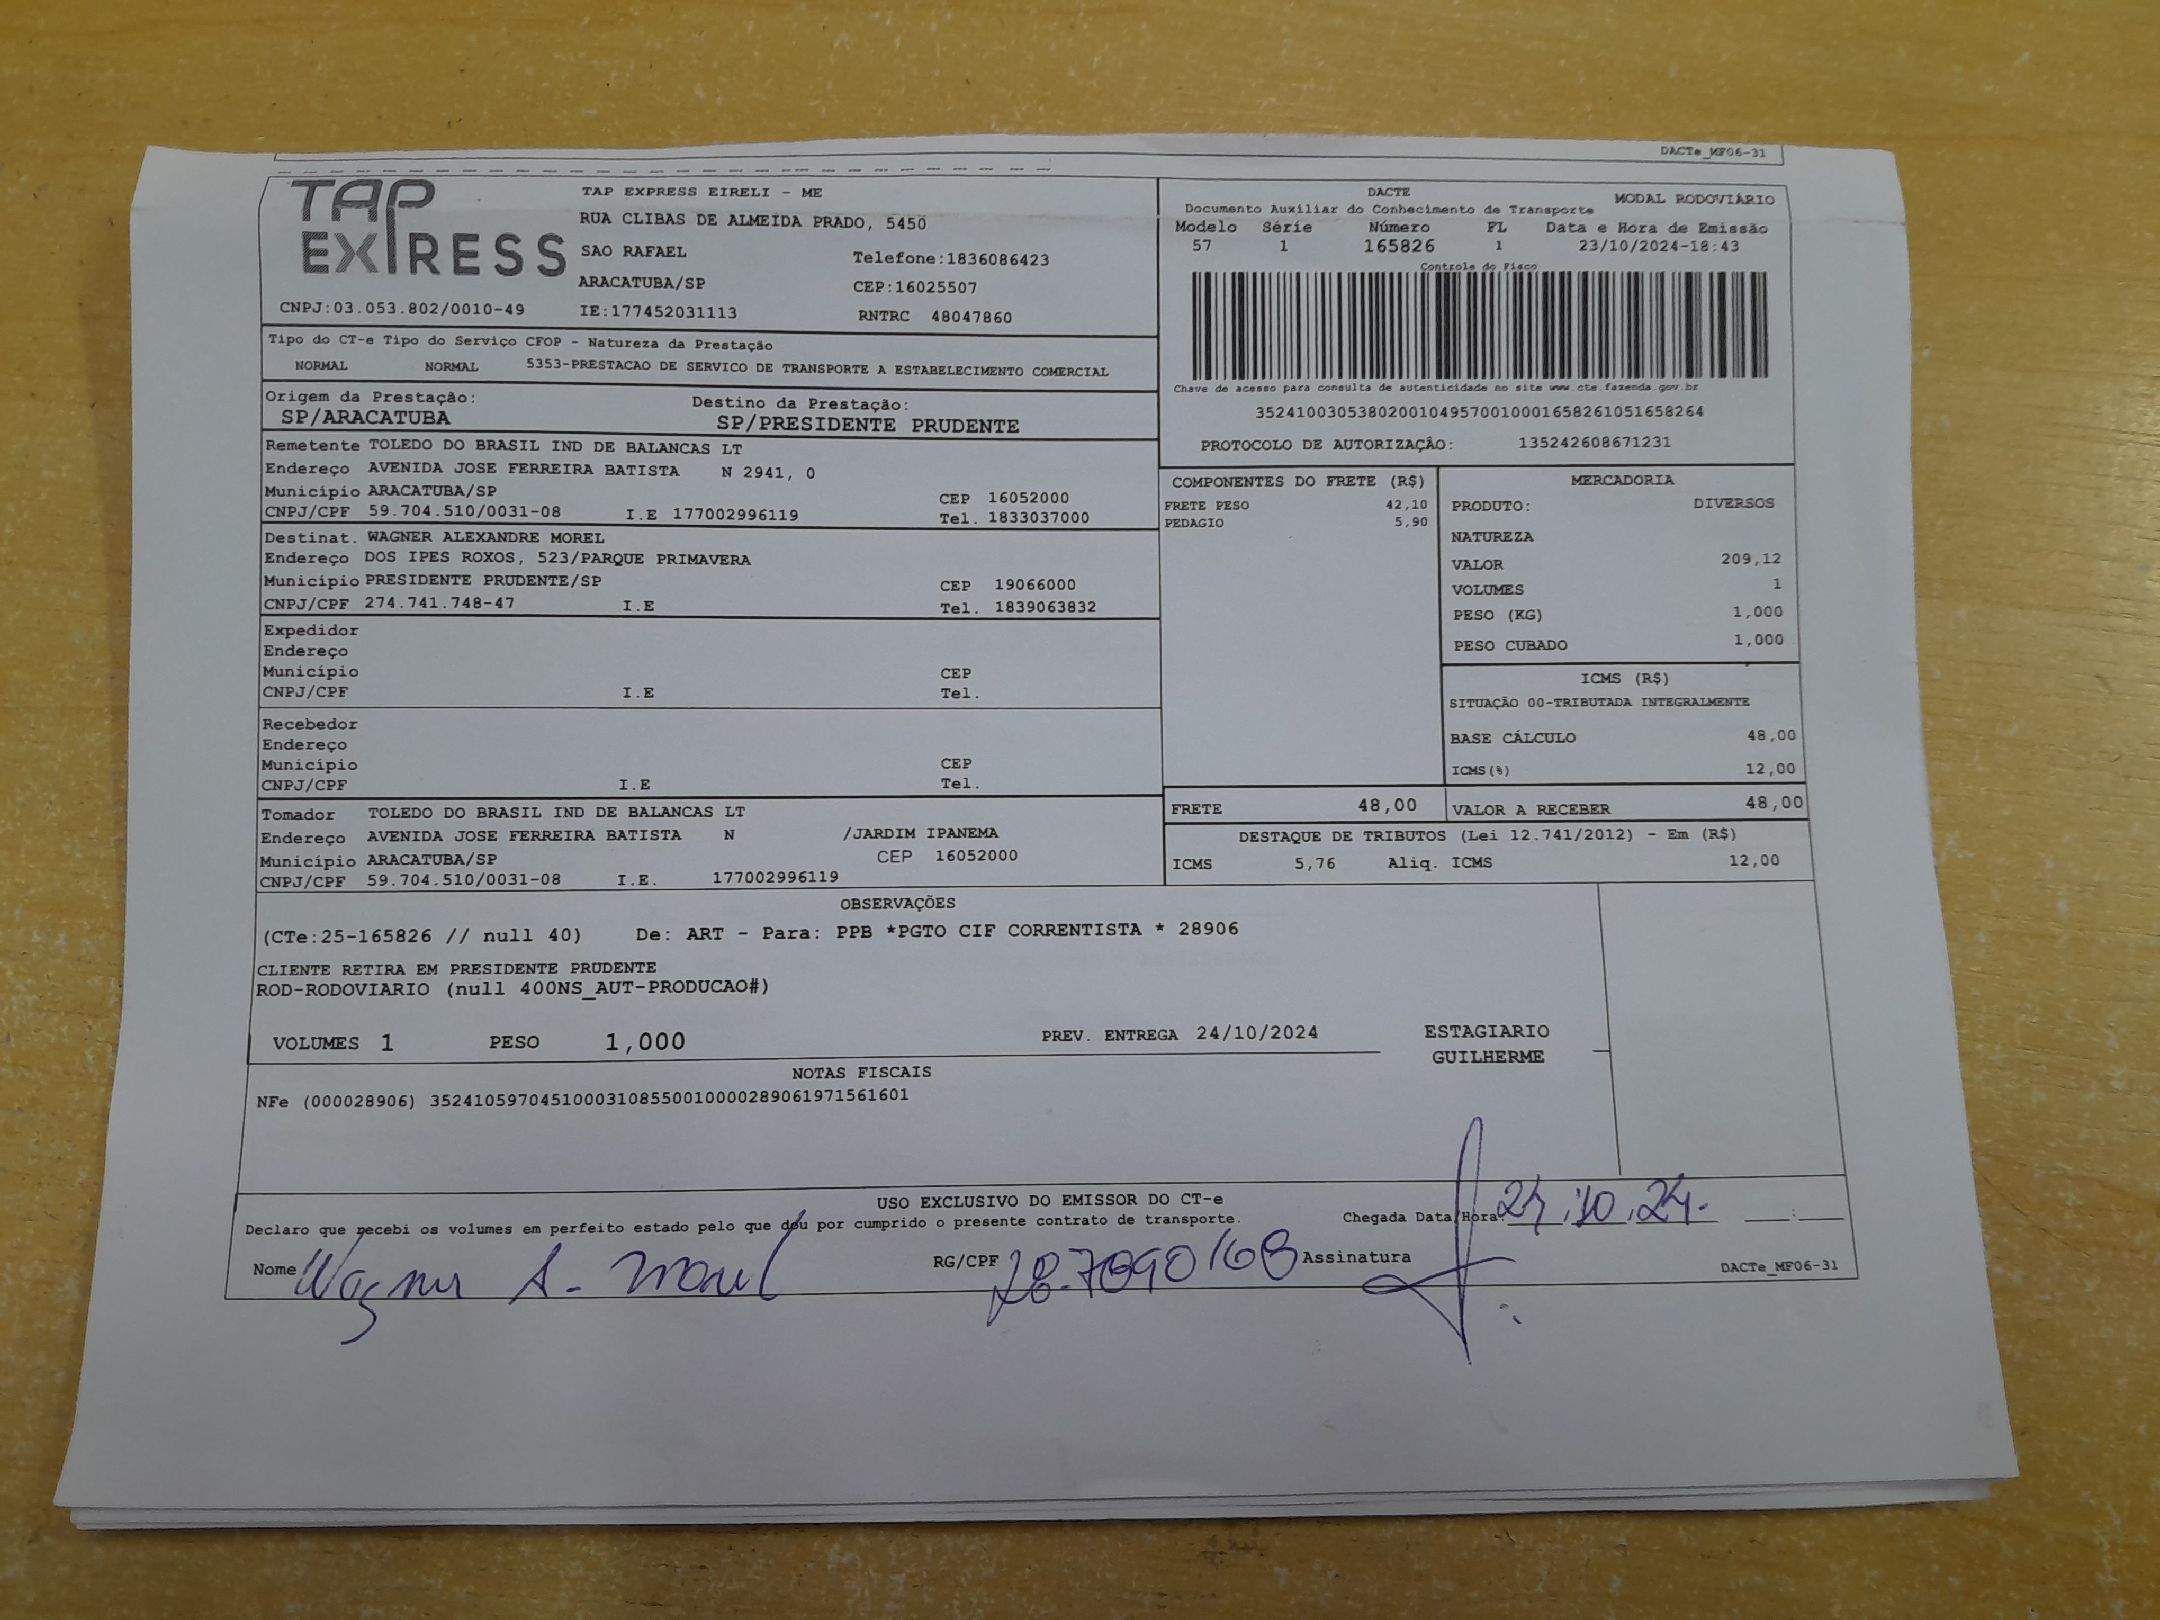 DACTe_MF06-31
TAP EXPRESS
TAP EXPRESS EIRELI - ME
RUA CLIBAS DE ALMEIDA PRADO, 5450
SAO RAFAEL
Telefone:1836086423
ARACATUBA/SP
CEP:16025507
CNPJ:03.053.802/0010-49
IE:177452031113
RNTRC 48047860
DACTE
MODAL RODOVIÁRIO
Documento Auxiliar do Conhecimento de Transporte
Modelo Série Número FL Data e Hora de Emissão
57 1 165826 1 23/10/2024-18:43
Controle do Fisco
Chave de acesso para consulta de autenticidade no site www.cte.fazenda.gov.br
35241003053802001049570010001658261051658264
PROTOCOLO DE AUTORIZAÇÃO: 135242608671231
Tipo do CT-e Tipo do Serviço CFOP - Natureza da Prestação
NORMAL NORMAL 5353-PRESTACAO DE SERVICO DE TRANSPORTE A ESTABELECIMENTO COMERCIAL
Origem da Prestação: Destino da Prestação:
SP/ARACATUBA SP/PRESIDENTE PRUDENTE
Remetente TOLEDO DO BRASIL IND DE BALANCAS LT
Endereço AVENIDA JOSE FERREIRA BATISTA N 2941, 0
Município ARACATUBA/SP CEP 16052000
CNPJ/CPF 59.704.510/0031-08 I.E 177002996119 Tel. 1833037000
Destinat. WAGNER ALEXANDRE MOREL
Endereço DOS IPES ROXOS, 523/PARQUE PRIMAVERA
Município PRESIDENTE PRUDENTE/SP CEP 19066000
CNPJ/CPF 274.741.748-47 I.E Tel. 1839063832
Expedidor
Endereço
Município CEP
CNPJ/CPF I.E Tel.
Recebedor
Endereço
Município CEP
CNPJ/CPF I.E Tel.
Tomador TOLEDO DO BRASIL IND DE BALANCAS LT
Endereço AVENIDA JOSE FERREIRA BATISTA N /JARDIM IPANEMA
Município ARACATUBA/SP CEP 16052000
CNPJ/CPF 59.704.510/0031-08 I.E. 177002996119
COMPONENTES DO FRETE (R$)
FRETE PESO 42,10
PEDAGIO 5,90
MERCADORIA
PRODUTO: DIVERSOS
NATUREZA
VALOR 209,12
VOLUMES 1
PESO (KG) 1,000
PESO CUBADO 1,000
ICMS (R$)
SITUAÇÃO 00-TRIBUTADA INTEGRALMENTE
BASE CÁLCULO 48,00
ICMS(%) 12,00
FRETE 48,00 VALOR A RECEBER 48,00
DESTAQUE DE TRIBUTOS (Lei 12.741/2012) - Em (R$)
ICMS 5,76 Aliq. ICMS 12,00
OBSERVAÇÕES
(CTe:25-165826 // null 40) De: ART - Para: PPB *PGTO CIF CORRENTISTA * 28906
CLIENTE RETIRA EM PRESIDENTE PRUDENTE
ROD-RODOVIARIO (null 400NS_AUT-PRODUCAO#)
VOLUMES 1 PESO 1,000 PREV. ENTREGA 24/10/2024
ESTAGIARIO
GUILHERME
NOTAS FISCAIS
NFe (000028906) 35241059704510003108550010000289061971561601
USO EXCLUSIVO DO EMISSOR DO CT-e
Declaro que recebi os volumes em perfeito estado pelo que dou por cumprido o presente contrato de transporte.
Chegada Data/Hora: 24.10.24. __:__
Nome Wagner A. Morel RG/CPF Assinatura
DACTe_MF06-31